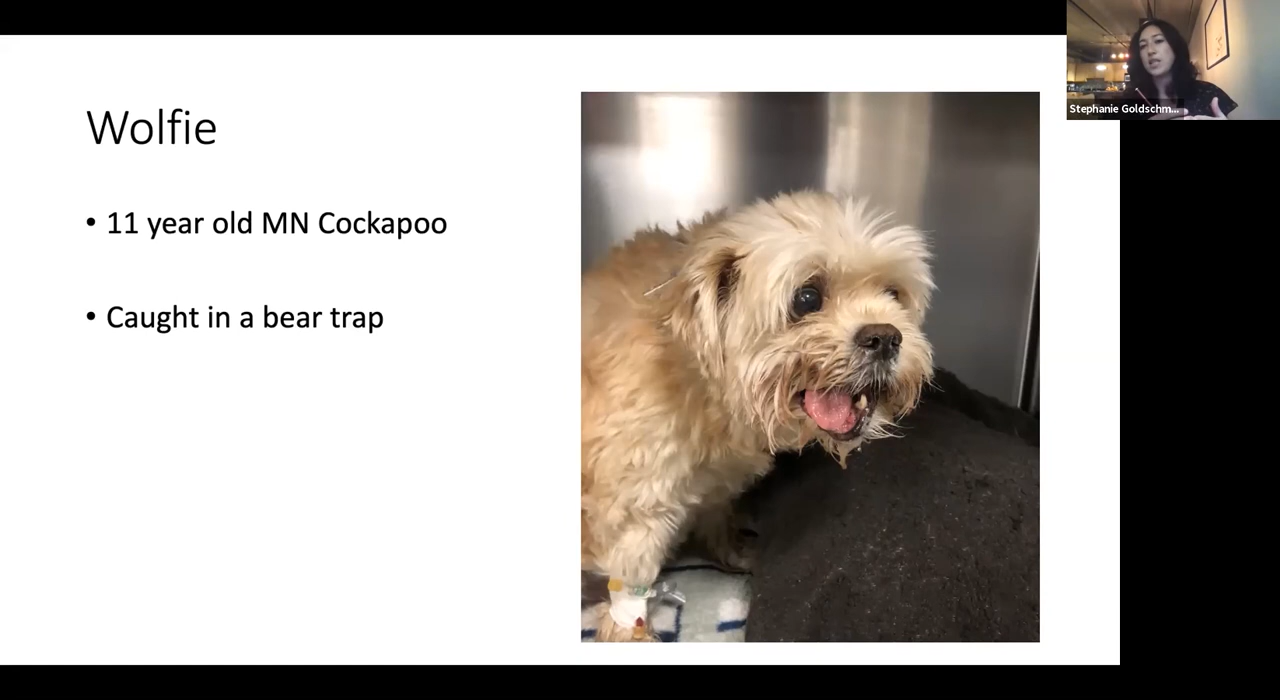 Wolfie
• 11 year old MN Cockapoo
• Caught in a bear trap
Stephanie Goldschm...